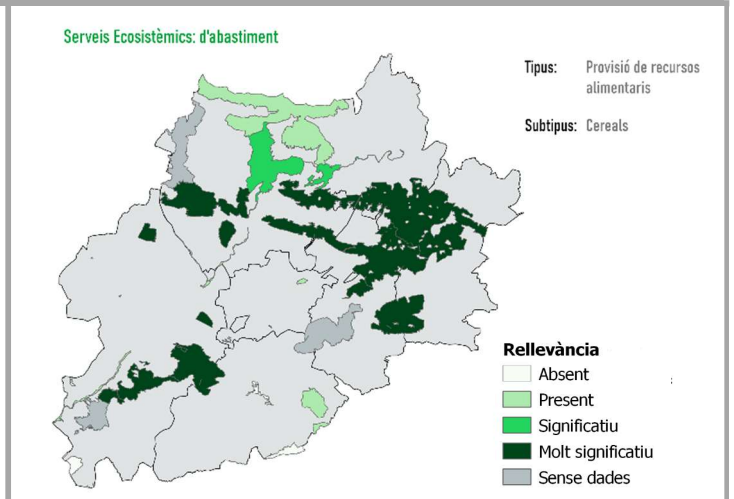 Serveis Ecosistèmics: d'abastiment
Tipus: Provisió de recursos
alimentaris
Subtipus: Cereals
Rellevància
Absent
Present
Significatiu
Molt significatiu
Sense dades